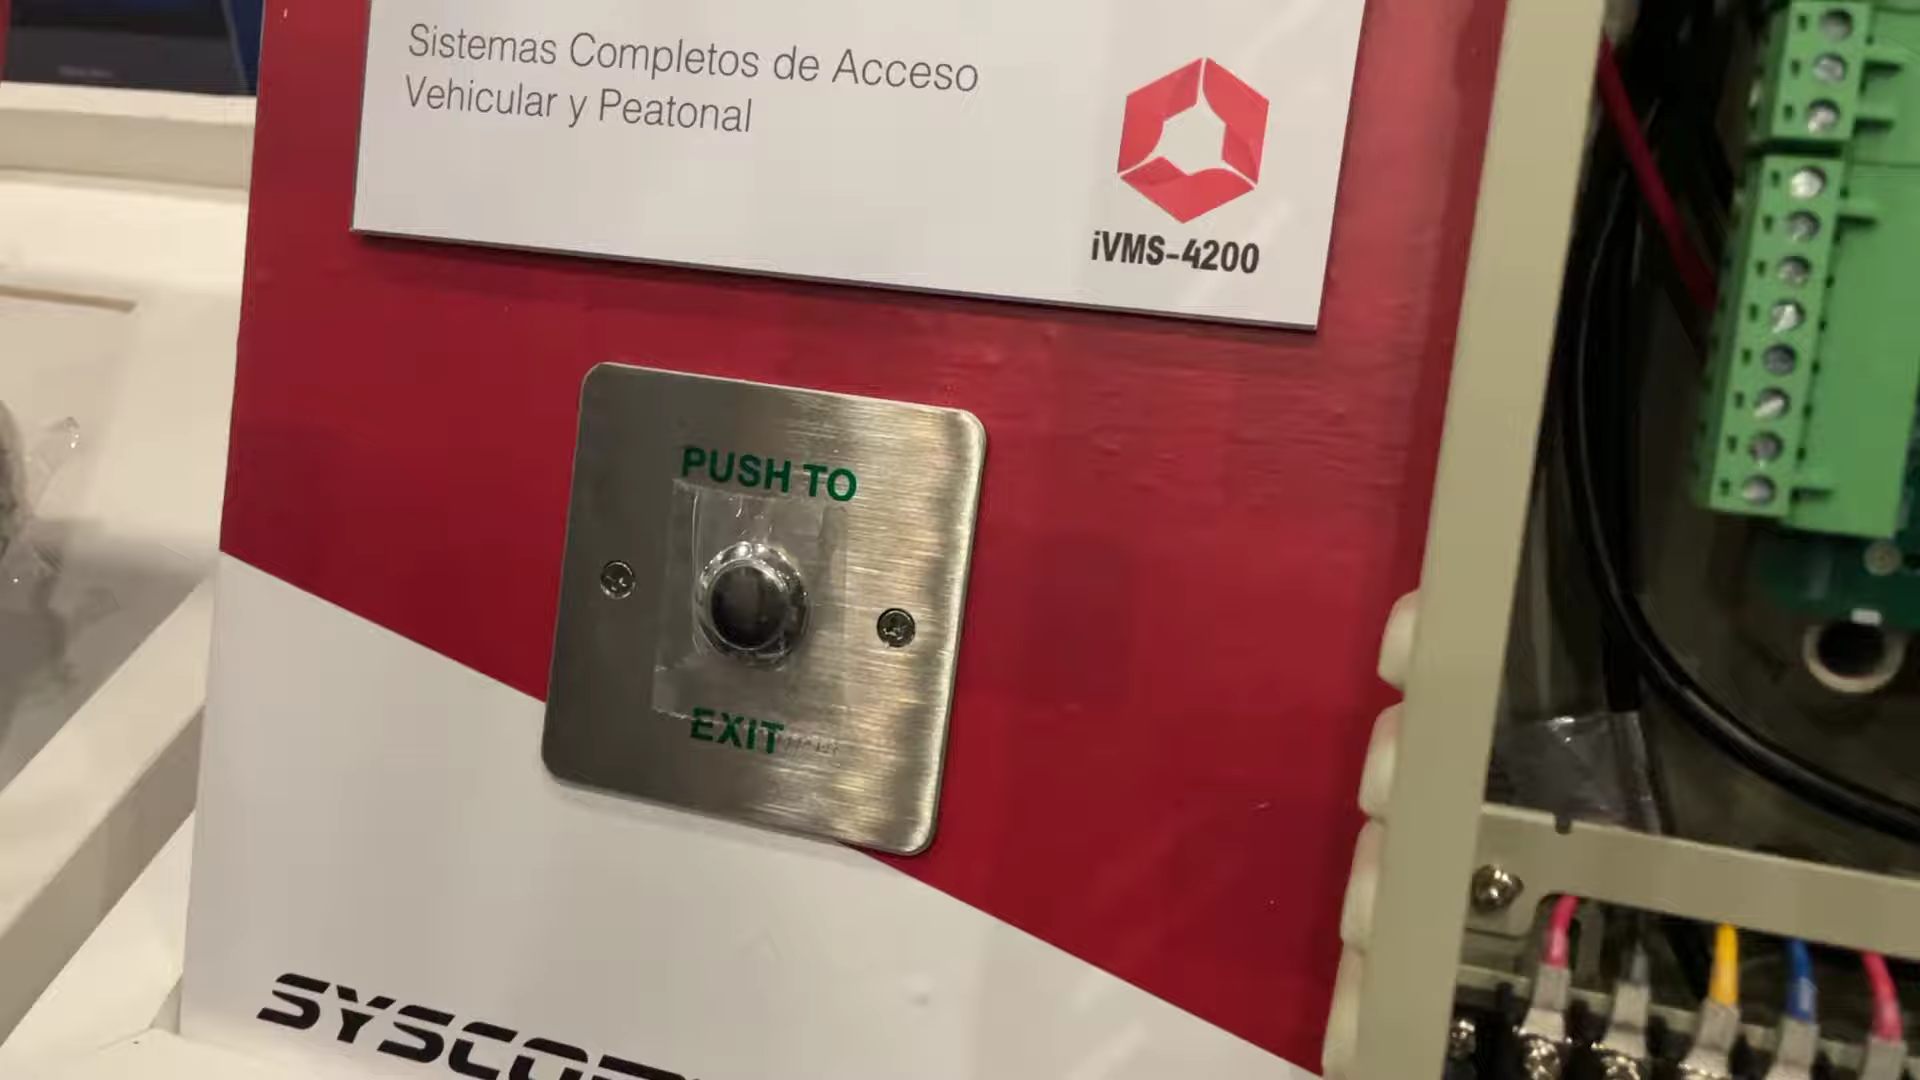 Sistemas Completos de Acceso
Vehicular y Peatonal
iVMS-4200
PUSH TO
EXIT